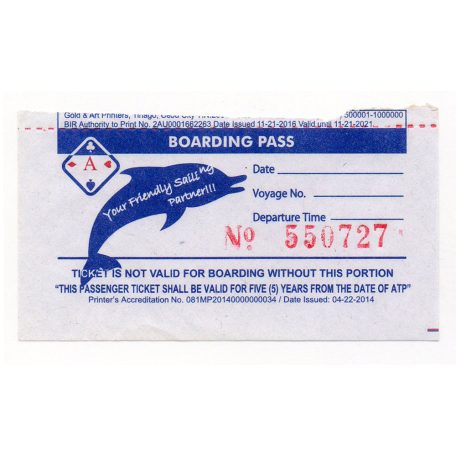 Gold & Art Printers, Tinago, Cebu City
500001-1000000
BIR Authority to Print No. 2AU0001662263 Date Issued 11-21-2016 Valid until 11-21-2021
BOARDING PASS
A
Your Friendly Sailing
Partner!!!
Date
Voyage No.
Departure Time
No 550727
TICKET IS NOT VALID FOR BOARDING WITHOUT THIS PORTION
"THIS PASSENGER TICKET SHALL BE VALID FOR FIVE (5) YEARS FROM THE DATE OF ATP"
Printer's Accreditation No. 081MP20140000000034 / Date Issued: 04-22-2014